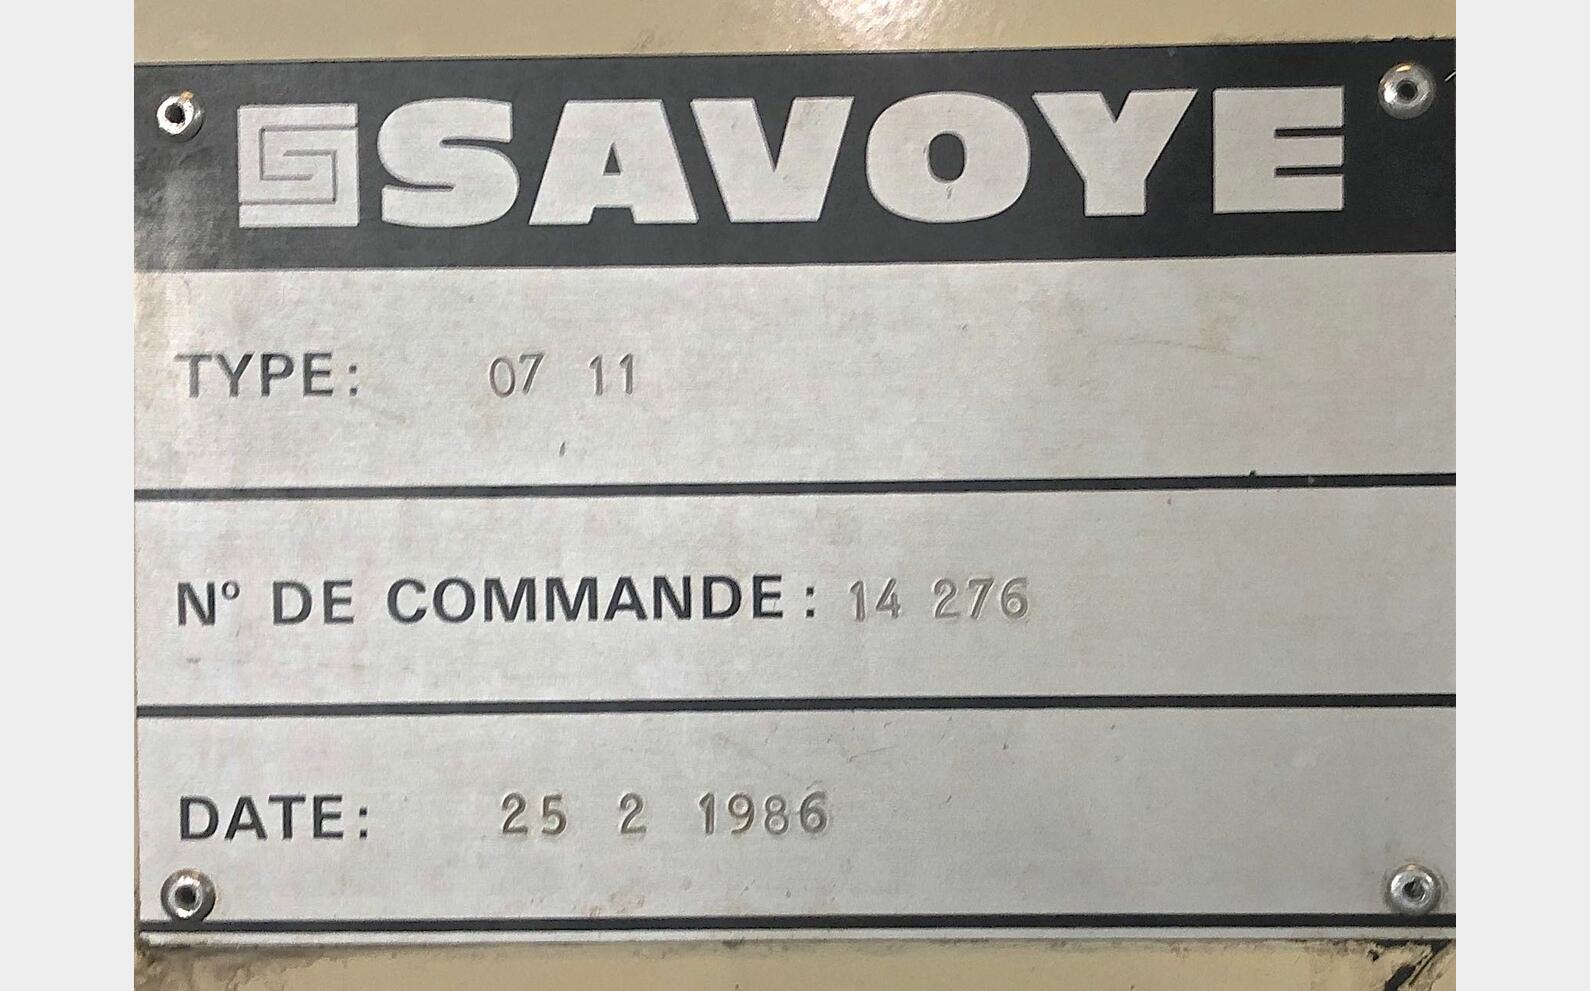 SAVOYE
TYPE: 07 11
N° DE COMMANDE: 14 276
DATE: 25 2 1986